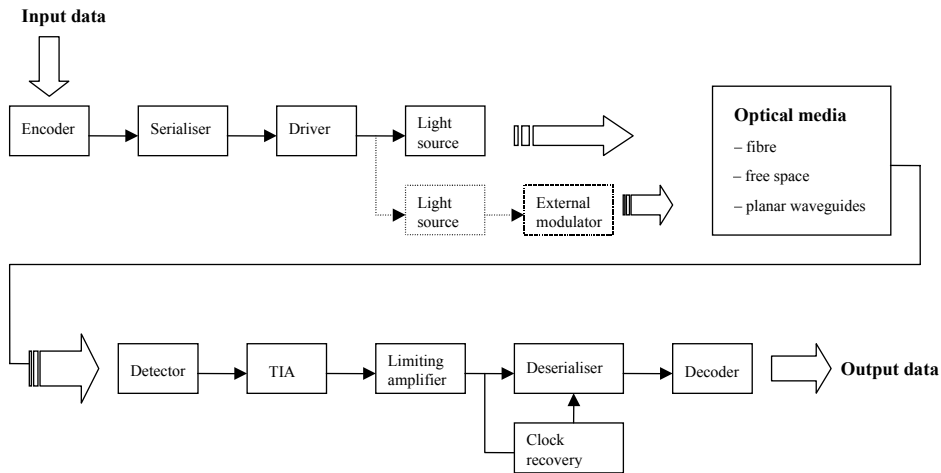 Input data
Encoder
Serialiser
Driver
Light
source
Optical media
– fibre
– free space
– planar waveguides
Light
source
External
modulator
Detector
TIA
Limiting
amplifier
Deserialiser
Decoder
Output data
Clock
recovery